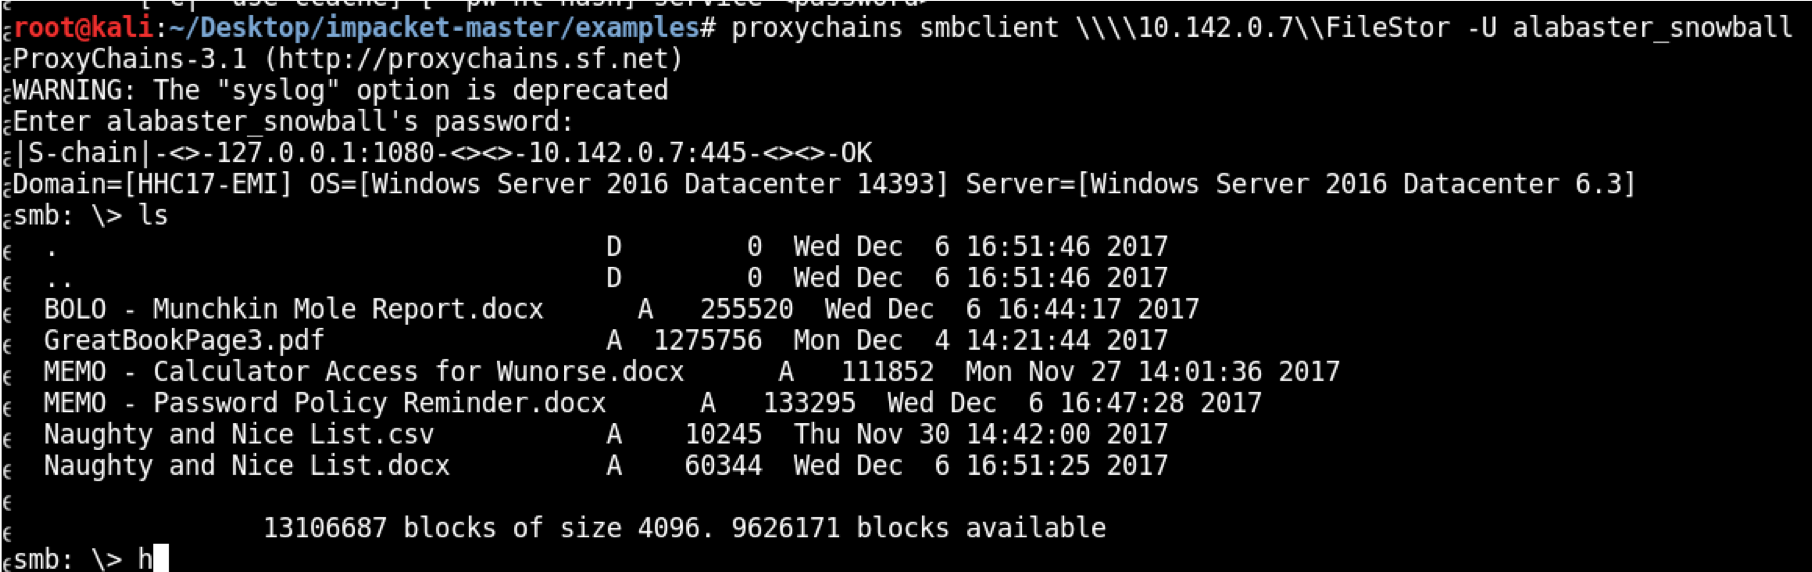 [-c| --use-ccache] [ -pw-nt-hash] service <password>
root@kali:~/Desktop/impacket-master/examples# proxychains smbclient \\\\10.142.0.7\\FileStor -U alabaster_snowball
ProxyChains-3.1 (http://proxychains.sf.net)
WARNING: The "syslog" option is deprecated
Enter alabaster_snowball's password:
|S-chain|-<>-127.0.0.1:1080-<><>-10.142.0.7:445-<><>-OK
Domain=[HHC17-EMI] OS=[Windows Server 2016 Datacenter 14393] Server=[Windows Server 2016 Datacenter 6.3]
smb: \> ls
  .                                   D        0  Wed Dec  6 16:51:46 2017
  ..                                  D        0  Wed Dec  6 16:51:46 2017
  BOLO - Munchkin Mole Report.docx      A   255520  Wed Dec  6 16:44:17 2017
  GreatBookPage3.pdf                  A  1275756  Mon Dec  4 14:21:44 2017
  MEMO - Calculator Access for Wunorse.docx      A   111852  Mon Nov 27 14:01:36 2017
  MEMO - Password Policy Reminder.docx      A   133295  Wed Dec  6 16:47:28 2017
  Naughty and Nice List.csv           A    10245  Thu Nov 30 14:42:00 2017
  Naughty and Nice List.docx          A    60344  Wed Dec  6 16:51:25 2017
                13106687 blocks of size 4096. 9626171 blocks available
smb: \> h